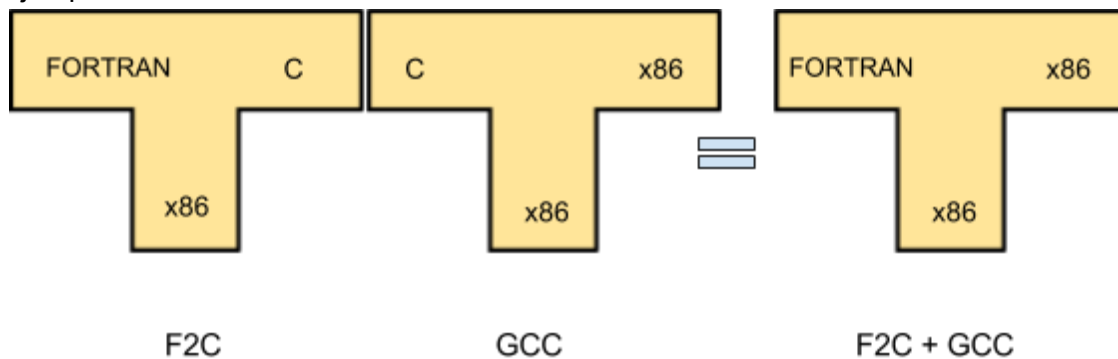 FORTRAN C C x86 FORTRAN x86
x86 x86 x86
F2C GCC F2C + GCC